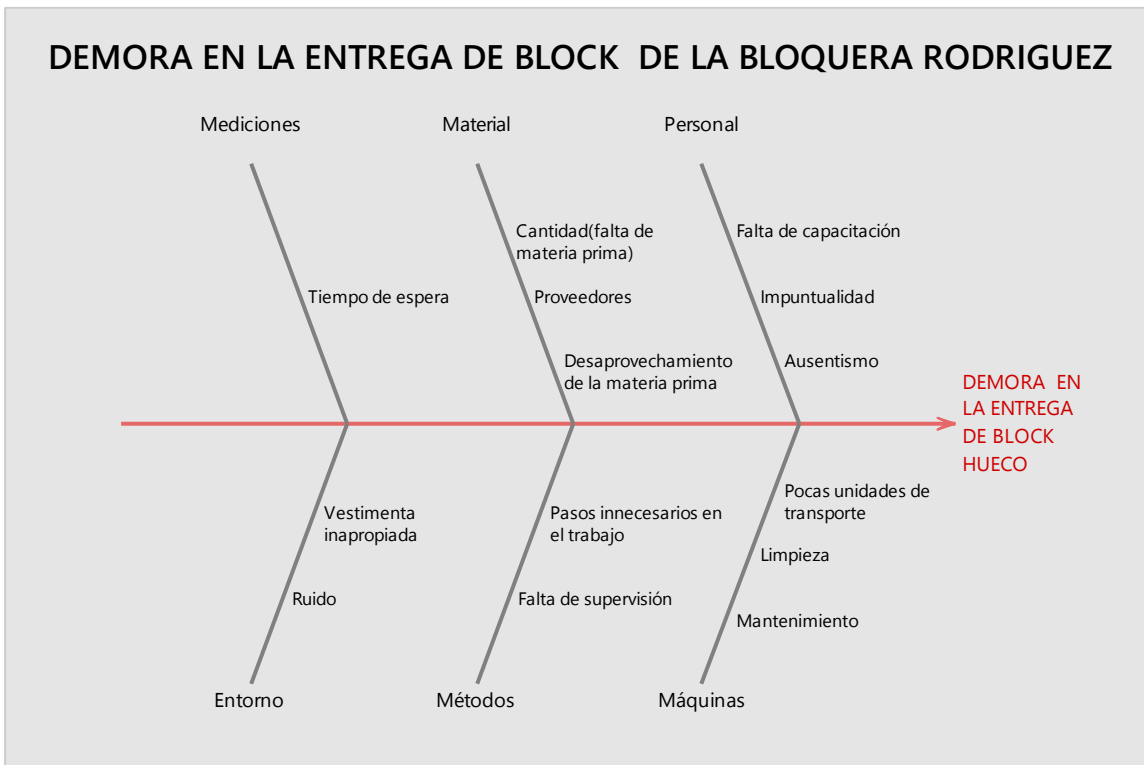 DEMORA EN LA ENTREGA DE BLOCK DE LA BLOQUERA RODRIGUEZ
Mediciones
Material
Personal
Cantidad(falta de
materia prima)
Falta de capacitación
Tiempo de espera
Proveedores
Impuntualidad
Desaprovechamiento
de la materia prima
Ausentismo
DEMORA EN
LA ENTREGA
DE BLOCK
HUECO
Vestimenta
inapropiada
Pasos innecesarios en
el trabajo
Pocas unidades de
transporte
Limpieza
Ruido
Falta de supervisión
Mantenimiento
Entorno
Métodos
Máquinas